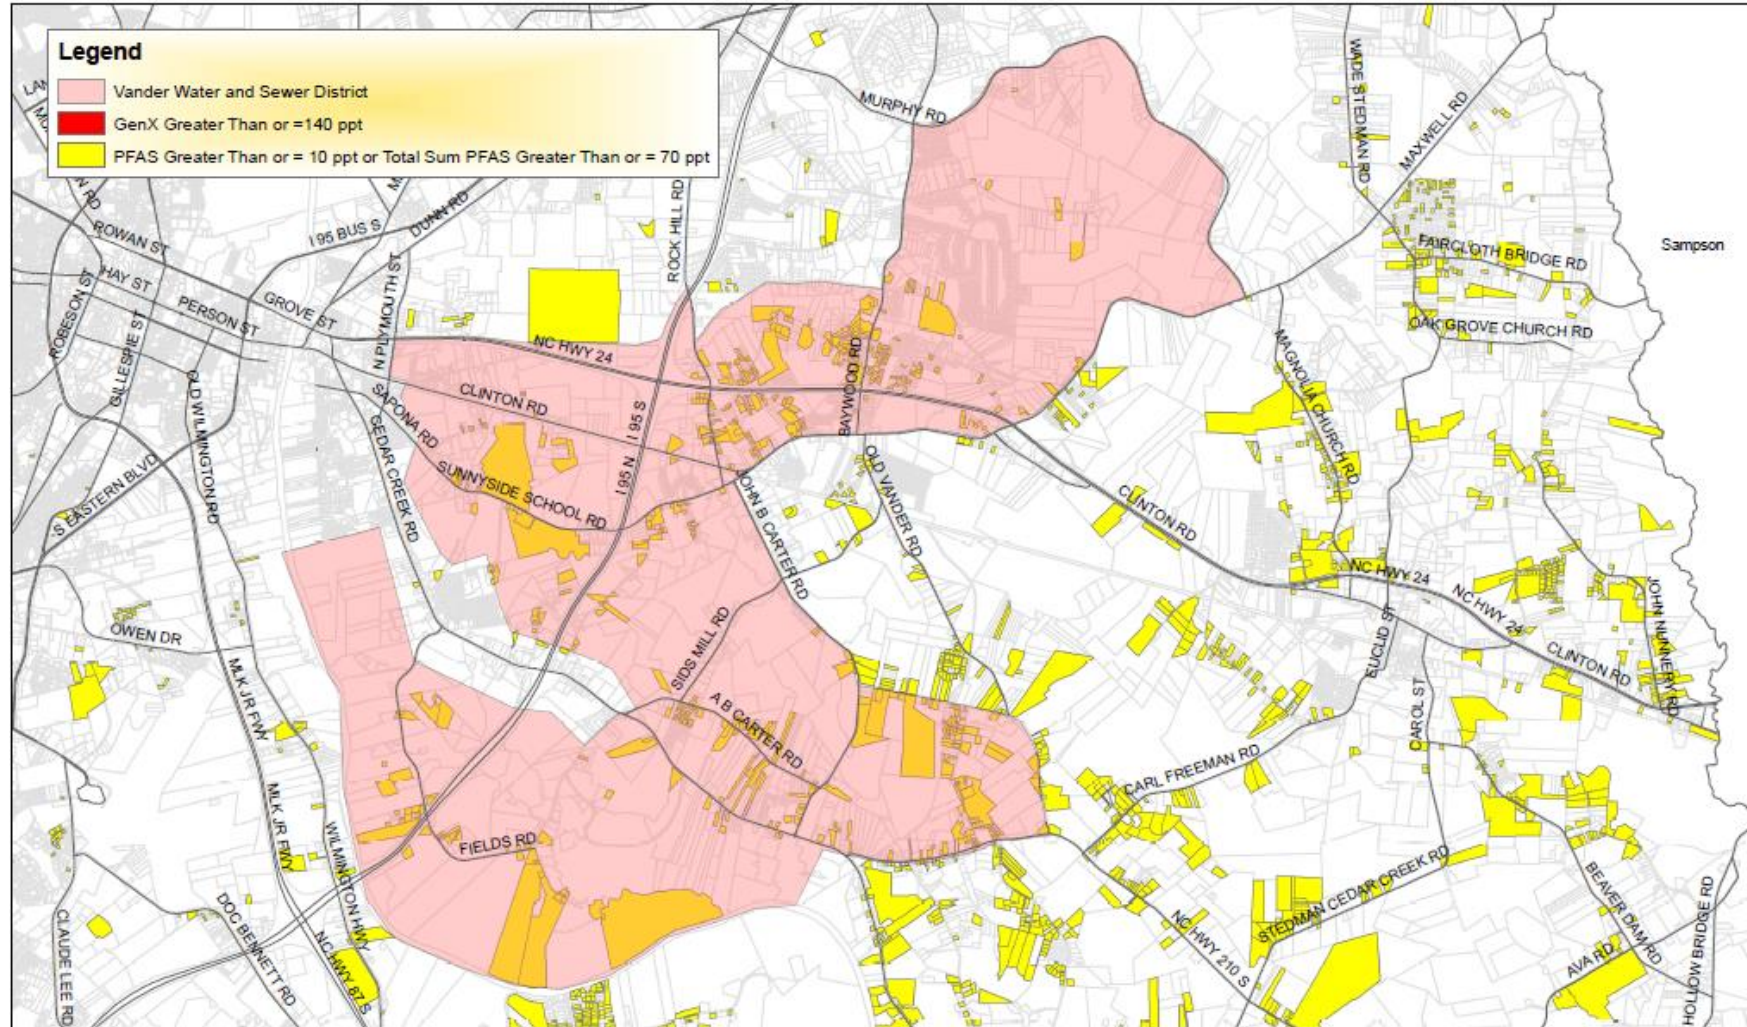 Legend
Vander Water and Sewer District
GenX Greater Than or =140 ppt
PFAS Greater Than or = 10 ppt or Total Sum PFAS Greater Than or = 70 ppt
MURPHY RD
WADE STEDMAN RD
MAXWELL RD
ROWAN ST
I 95 BUS S
DUNN RD
ROCK HILL RD
Sampson
FAIRCLOTH BRIDGE RD
HAY ST
PERSON ST
GROVE ST
N PLYMOUTH ST
ROBESON ST
GILLESPIE ST
NC HWY 24
OAK GROVE CHURCH RD
MAGNOLIA CHURCH RD
CLINTON RD
SAPONA RD
BAYWOOD RD
OLD WILMINGTON RD
CEDAR CREEK RD
I 95 N
I 95 S
SUNNYSIDE SCHOOL RD
S EASTERN BLVD
JOHN B CARTER RD
OLD VANDER RD
CLINTON RD
NC HWY 24
NC HWY 24
JOHN NUNNERY RD
OWEN DR
SIDS MILL RD
EUCLID ST
CLINTON RD
MLK JR FWY
A B CARTER RD
CAROL ST
CARL FREEMAN RD
MLK JR FWY
WILMINGTON HWY
FIELDS RD
STEDMAN CEDAR CREEK RD
BEAVER DAM RD
HOLLOW BRIDGE RD
CLAUDE LEE RD
DOC BENNETT RD
NC HWY 87 S
NC HWY 210 S
AVA RD